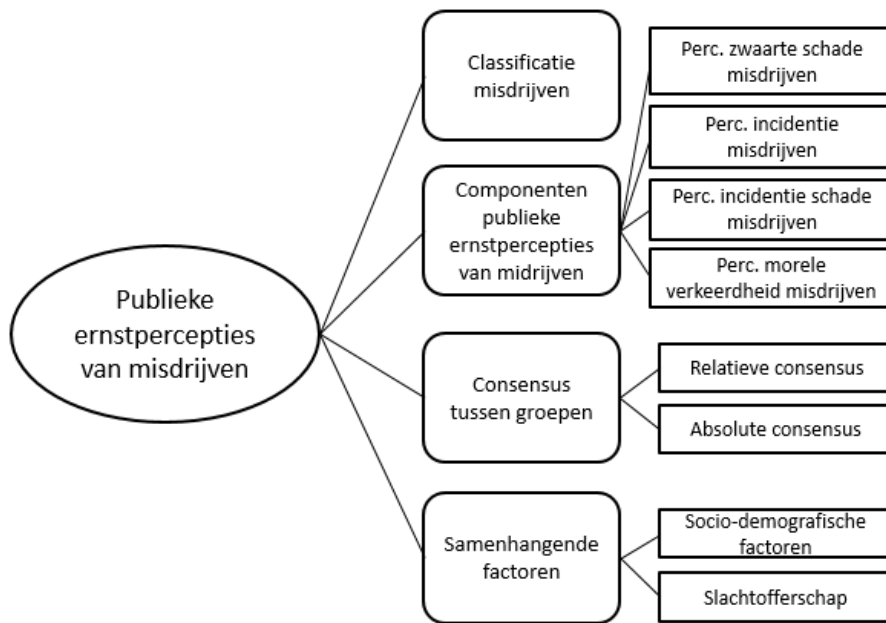 Publieke
ernstpercepties
van misdrijven
Classificatie
misdrijven
Componenten
publieke
ernstpercepties
van midrijven
Perc. zwaarte schade
misdrijven
Perc. incidentie
misdrijven
Perc. incidentie schade
misdrijven
Perc. morele
verkeerdheid misdrijven
Consensus
tussen groepen
Relatieve consensus
Absolute consensus
Samenhangende
factoren
Socio-demografische
factoren
Slachtofferschap